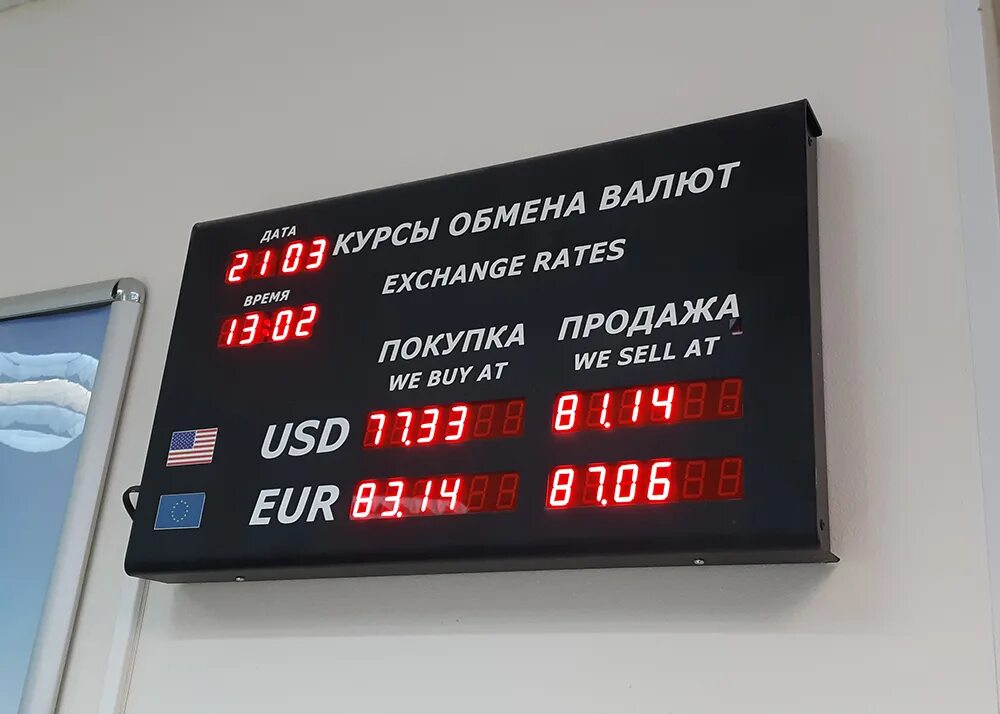 ДАТА
21 03
КУРСЫ ОБМЕНА ВАЛЮТ
EXCHANGE RATES
ВРЕМЯ
13:02
ПОКУПКА
WE BUY AT
ПРОДАЖА
WE SELL AT
USD 77.33 81.14
EUR 83.14 87.06